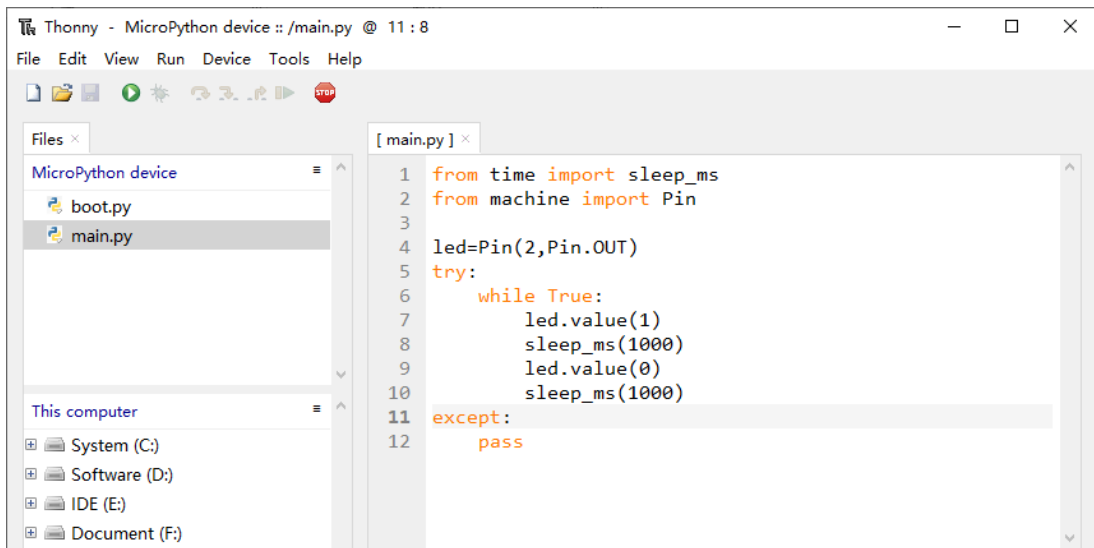 Thonny - MicroPython device :: /main.py @ 11 : 8
File Edit View Run Device Tools Help
STOP
Files ×
MicroPython device
boot.py
main.py
This computer
System (C:)
Software (D:)
IDE (E:)
Document (F:)
[ main.py ] ×
1 from time import sleep_ms
2 from machine import Pin
3
4 led=Pin(2,Pin.OUT)
5 try:
6     while True:
7         led.value(1)
8         sleep_ms(1000)
9         led.value(0)
10         sleep_ms(1000)
11 except:
12     pass